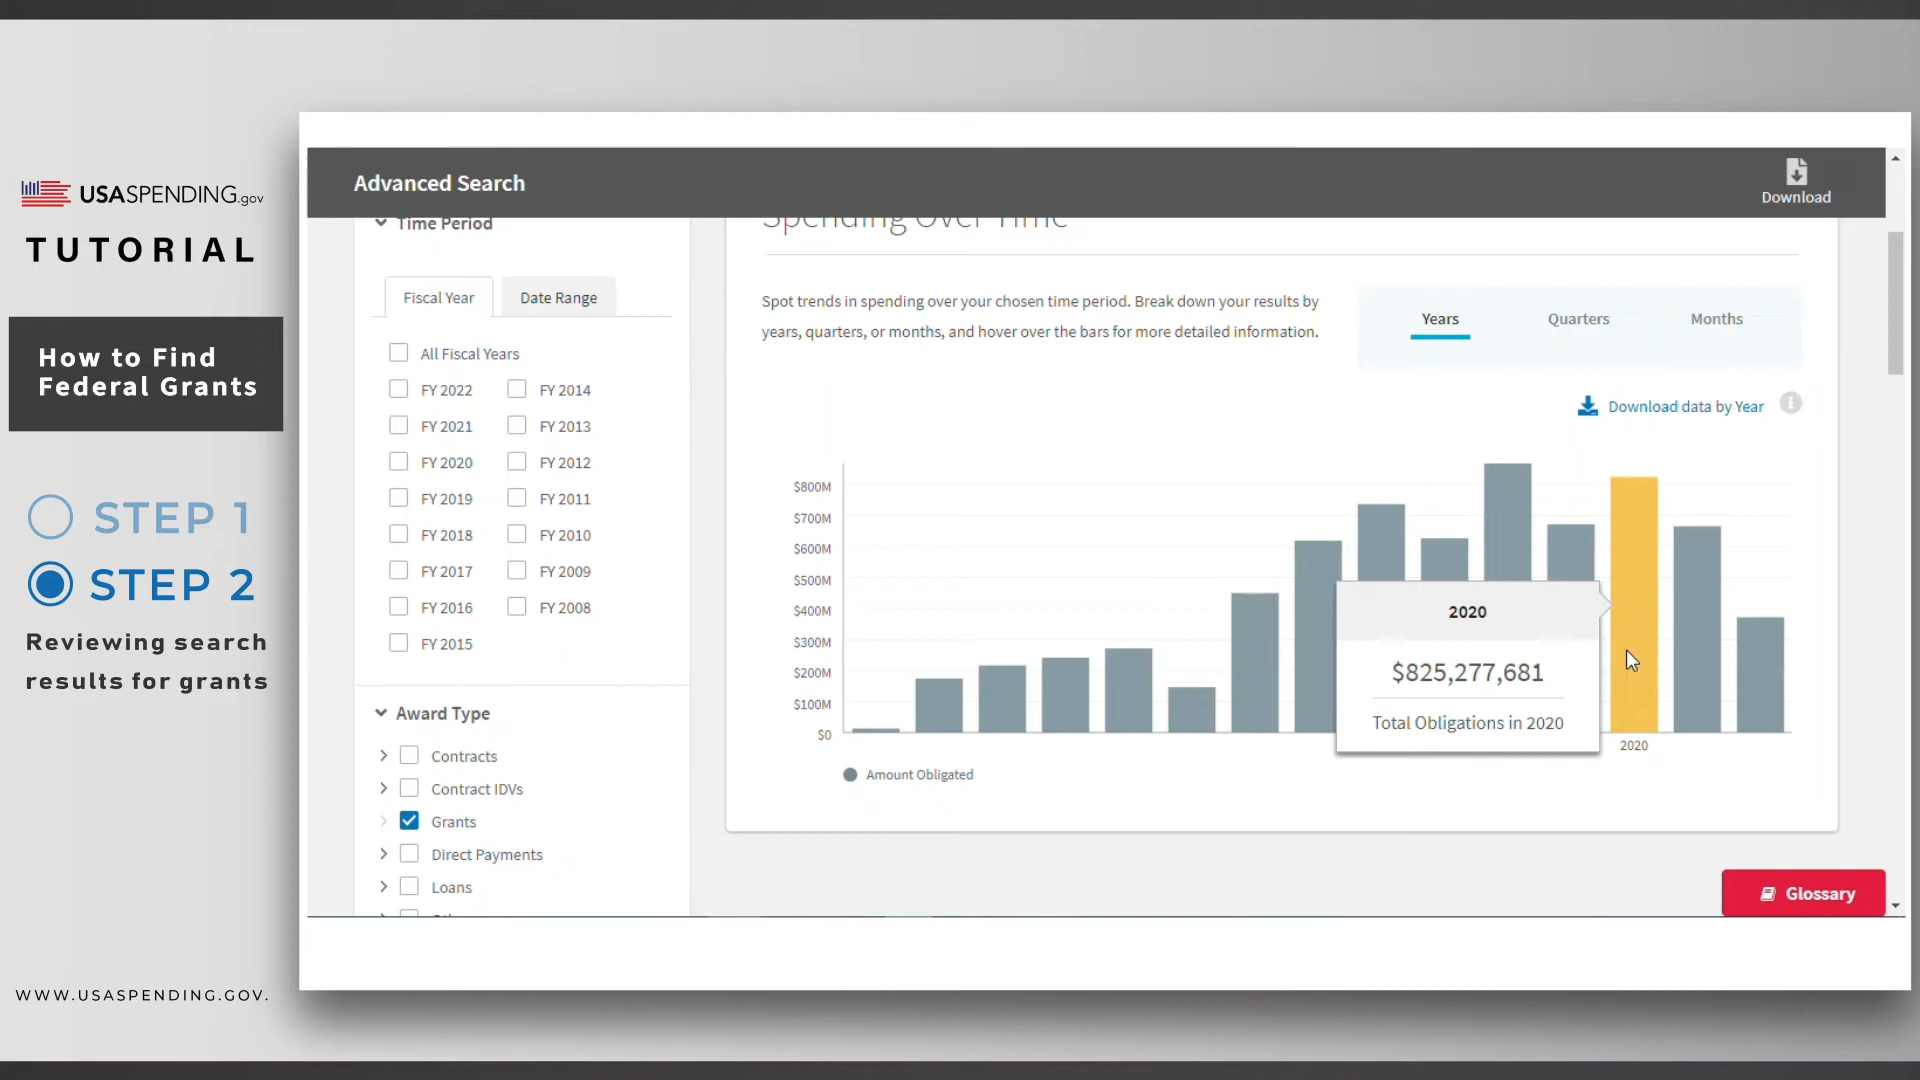 USASPENDING.gov
TUTORIAL
How to Find
Federal Grants
STEP 1
STEP 2
Reviewing search
results for grants
WWW.USASPENDING.GOV.
Advanced Search
Download
Time Period
Fiscal Year
Date Range
All Fiscal Years
FY 2022
FY 2014
FY 2021
FY 2013
FY 2020
FY 2012
FY 2019
FY 2011
FY 2018
FY 2010
FY 2017
FY 2009
FY 2016
FY 2008
FY 2015
Award Type
Contracts
Contract IDVs
Grants
Direct Payments
Loans
Spending Over Time
Spot trends in spending over your chosen time period. Break down your results by
years, quarters, or months, and hover over the bars for more detailed information.
Years
Quarters
Months
Download data by Year
$800M
$700M
$600M
$500M
$400M
$300M
$200M
$100M
$0
2020
$825,277,681
Total Obligations in 2020
2020
Amount Obligated
Glossary